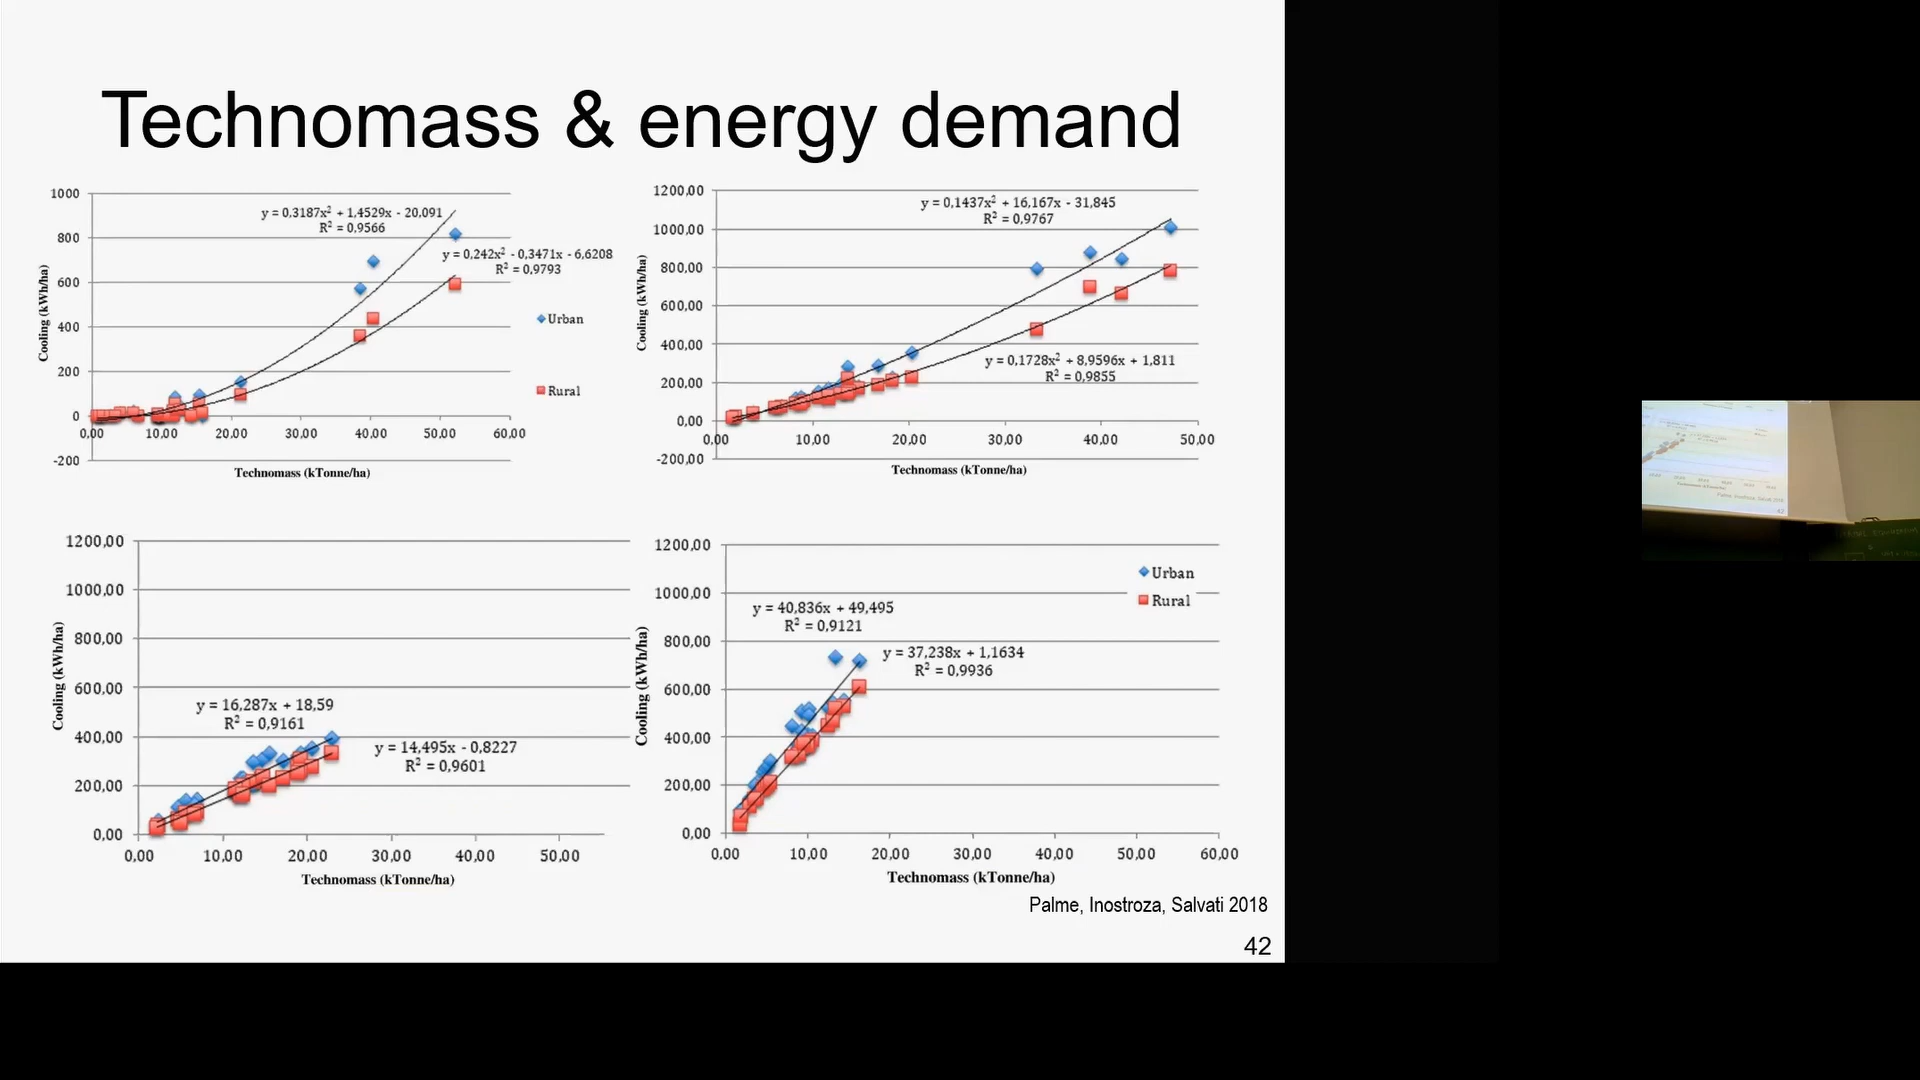 Technomass & energy demand
1000
800
600
400
200
0
-200
0,00 10,00 20,00 30,00 40,00 50,00 60,00
Cooling (kWh/ha)
Technomass (kTonne/ha)
y = 0,3187x² + 1,4529x - 20,091
R² = 0,9566
y = 0,242x² - 0,3471x - 6,6208
R² = 0,9793
Urban
Rural
1200,00
1000,00
800,00
600,00
400,00
200,00
0,00
-200,00
0,00 10,00 20,00 30,00 40,00 50,00
Cooling (kWh/ha)
Technomass (kTonne/ha)
y = 0,1437x² + 16,167x - 31,845
R² = 0,9767
y = 0,1728x² + 8,9596x + 1,811
R² = 0,9855
1200,00
1000,00
800,00
600,00
400,00
200,00
0,00
0,00 10,00 20,00 30,00 40,00 50,00
Cooling (kWh/ha)
Technomass (kTonne/ha)
y = 16,287x + 18,59
R² = 0,9161
y = 14,495x - 0,8227
R² = 0,9601
1200,00
1000,00
800,00
600,00
400,00
200,00
0,00
0,00 10,00 20,00 30,00 40,00 50,00 60,00
Cooling (kWh/ha)
Technomass (kTonne/ha)
Urban
Rural
y = 40,836x + 49,495
R² = 0,9121
y = 37,238x + 1,1634
R² = 0,9936
Palme, Inostroza, Salvati 2018
42
Palme, Inostroza, Salvati 2018
42